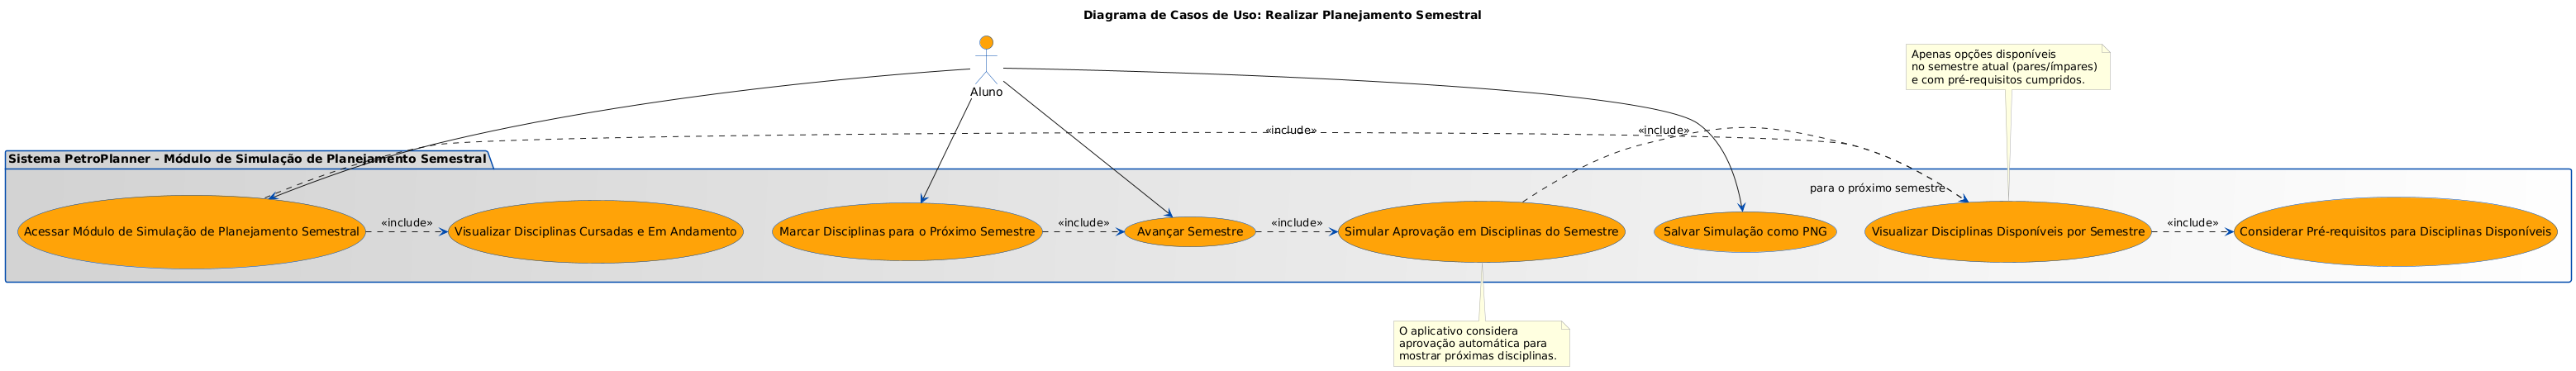 Diagrama de Casos de Uso: Realizar Planejamento Semestral
Apenas opções disponíveis
no semestre atual (pares/ímpares)
e com pré-requisitos cumpridos.
Aluno
«include»
«include»
Sistema PetroPlanner - Módulo de Simulação de Planejamento Semestral
para o próximo semestre
Acessar Módulo de Simulação de Planejamento Semestral
«include»
Visualizar Disciplinas Cursadas e Em Andamento
Marcar Disciplinas para o Próximo Semestre
«include»
Avançar Semestre
«include»
Simular Aprovação em Disciplinas do Semestre
Salvar Simulação como PNG
Visualizar Disciplinas Disponíveis por Semestre
«include»
Considerar Pré-requisitos para Disciplinas Disponíveis
O aplicativo considera
aprovação automática para
mostrar próximas disciplinas.